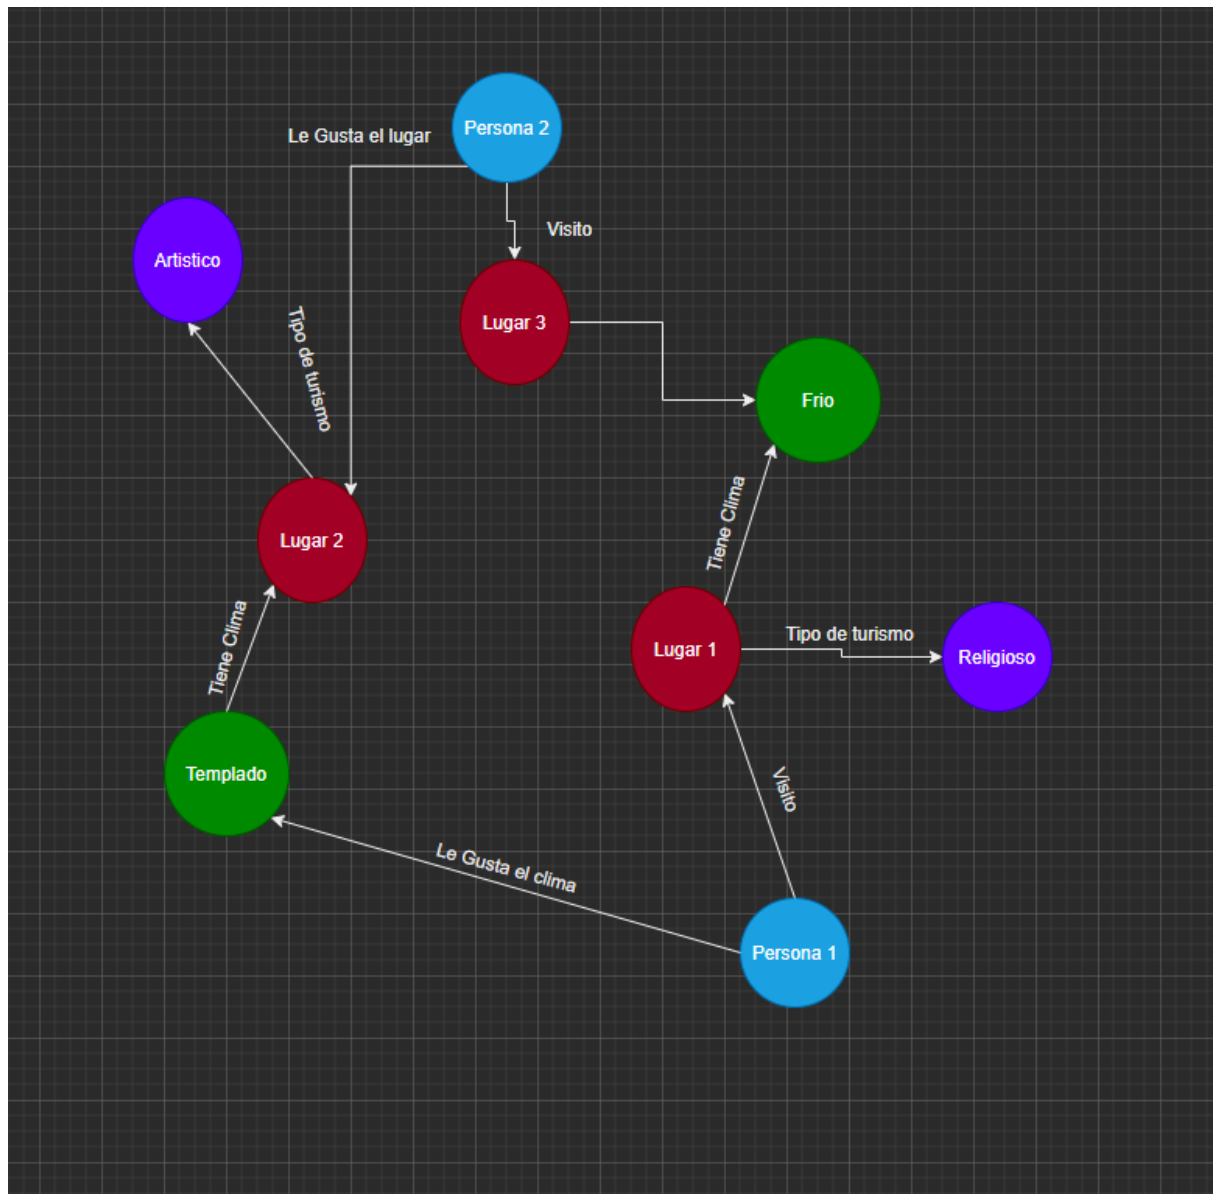 Persona 2
Le Gusta el lugar
Visito
Artistico
Tipo de turismo
Lugar 3
Frio
Tiene Clima
Lugar 2
Tiene Clima
Lugar 1
Tipo de turismo
Religioso
Templado
Visito
Le Gusta el clima
Persona 1